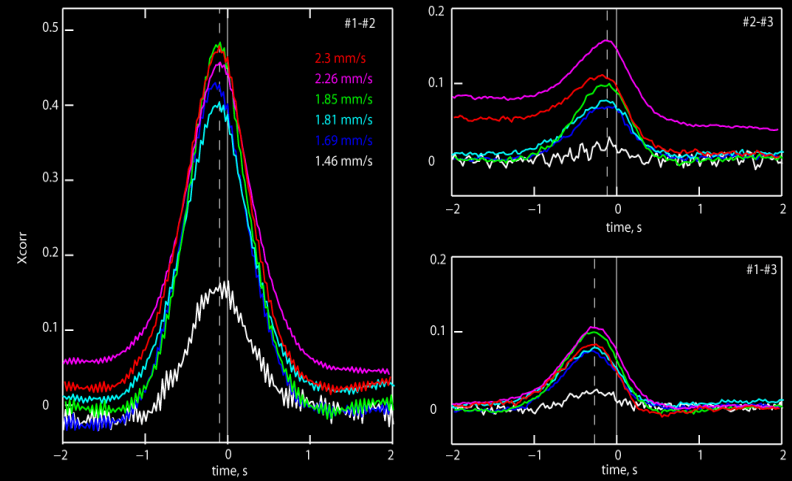 #1-#2
0.5
0.4
0.3
0.2
0.1
0
Xcorr
2.3 mm/s
2.26 mm/s
1.85 mm/s
1.81 mm/s
1.69 mm/s
1.46 mm/s
−2 −1 0 1 2
time, s
#2-#3
0.2
0.1
0
−2 −1 0 1 2
time, s
#1-#3
0.2
0.1
0
−2 −1 0 1 2
time, s